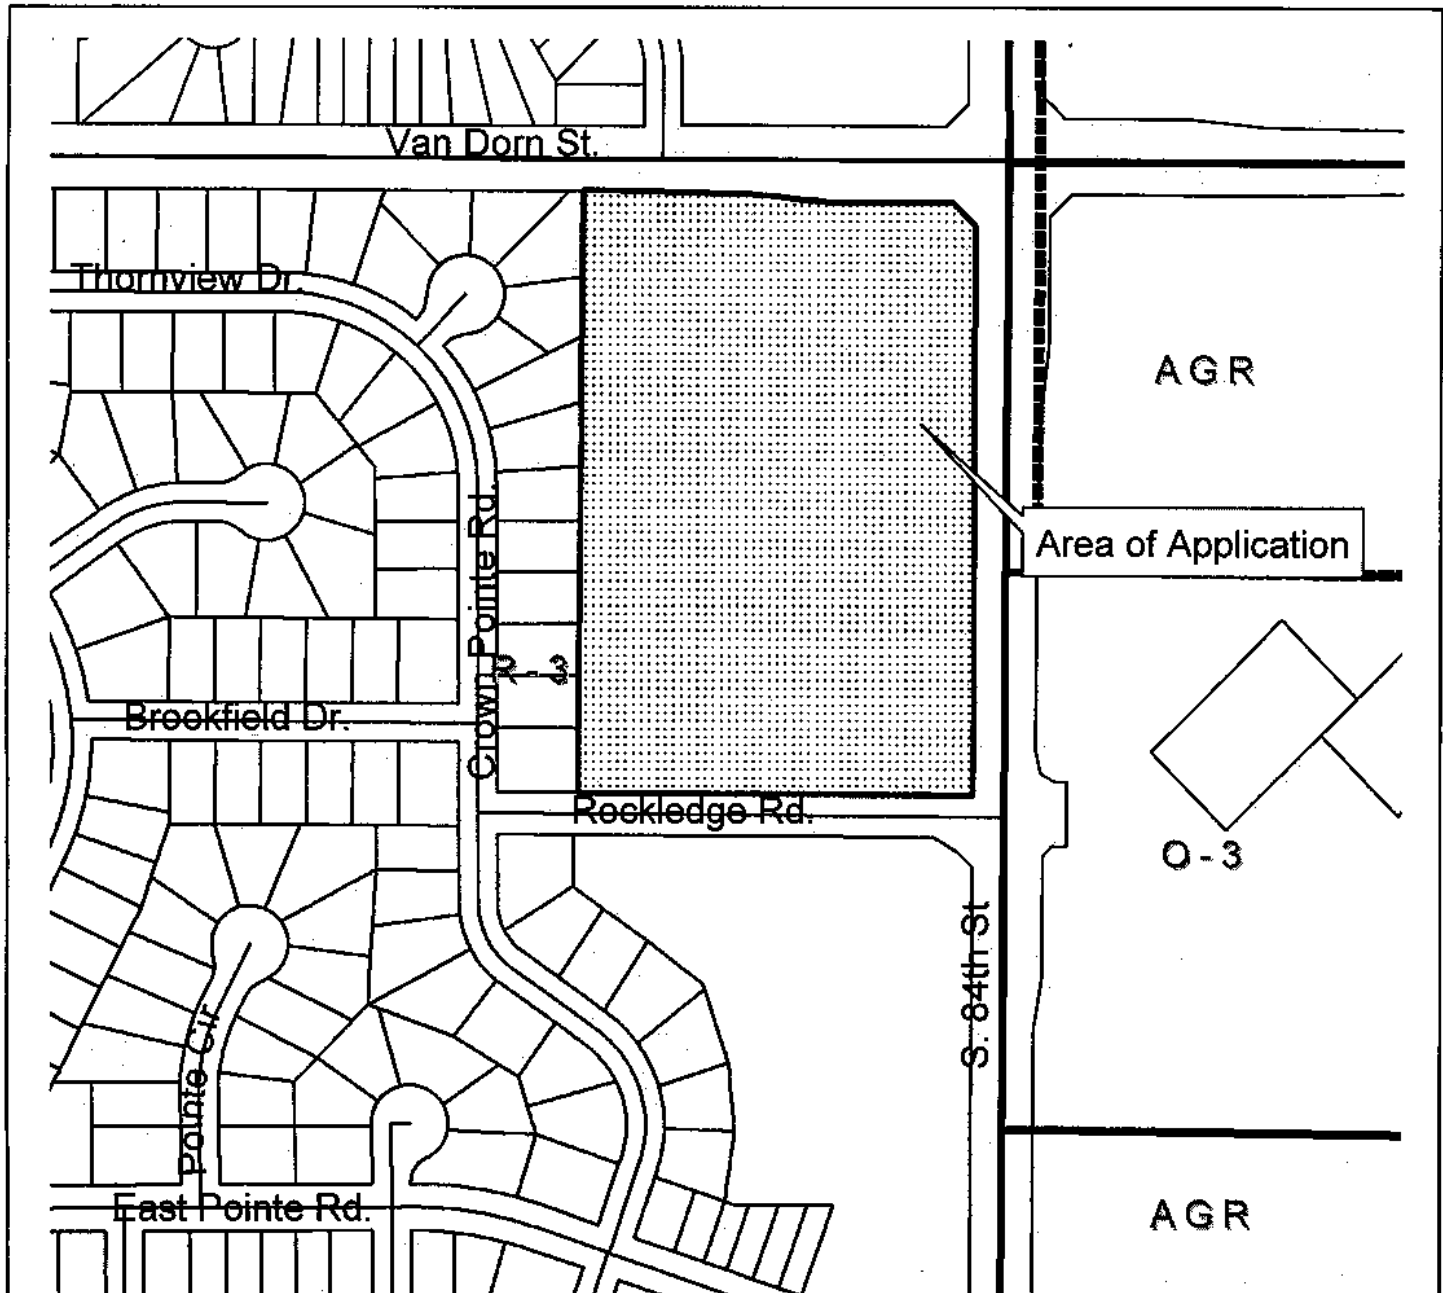 Van Dorn St.
Thornview Dr.
AGR
Area of Application
Crown Pointe Rd.
R-3
Brookfield Dr.
Rockledge Rd.
O-3
S. 84th St
Pointe Cir
East Pointe Rd.
AGR